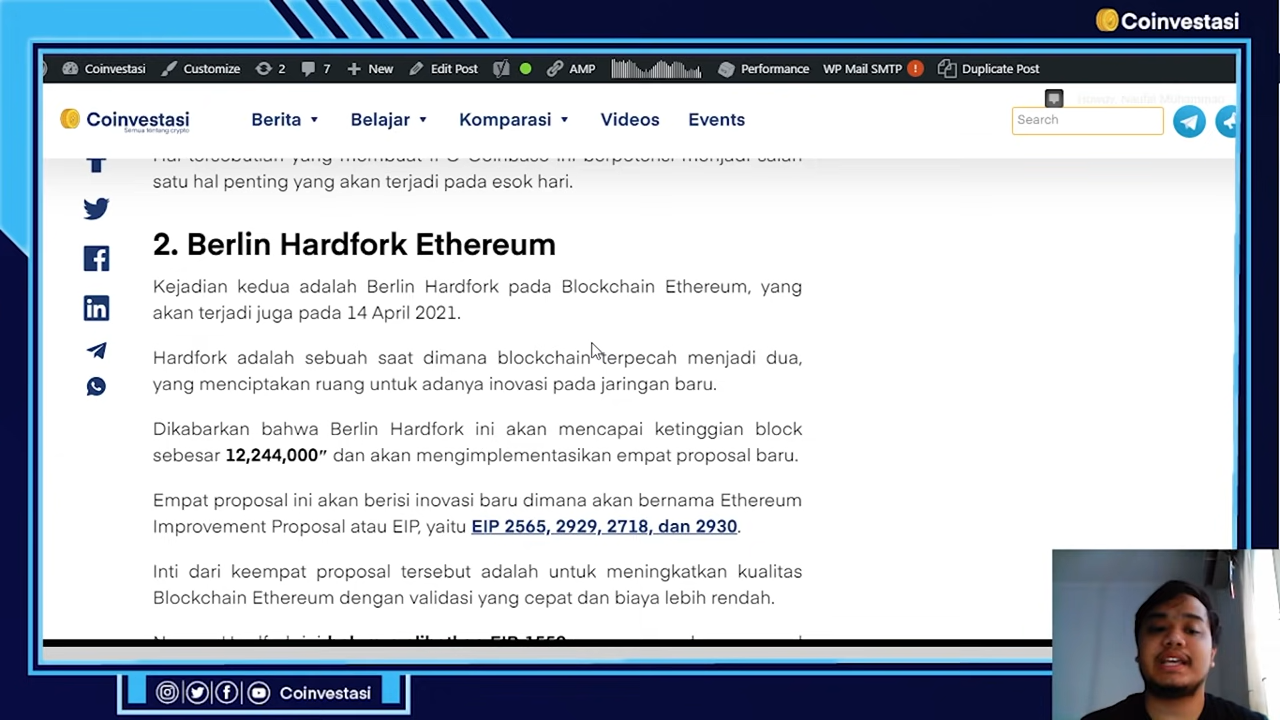 Coinvestasi
Coinvestasi Customize 2 7 New Edit Post AMP Performance WP Mail SMTP ! Duplicate Post
Coinvestasi
Semua tentang crypto
Berita Belajar Komparasi Videos Events
Search
satu hal penting yang akan terjadi pada esok hari.
2. Berlin Hardfork Ethereum
Kejadian kedua adalah Berlin Hardfork pada Blockchain Ethereum, yang
akan terjadi juga pada 14 April 2021.
Hardfork adalah sebuah saat dimana blockchain terpecah menjadi dua,
yang menciptakan ruang untuk adanya inovasi pada jaringan baru.
Dikabarkan bahwa Berlin Hardfork ini akan mencapai ketinggian block
sebesar 12,244,000” dan akan mengimplementasikan empat proposal baru.
Empat proposal ini akan berisi inovasi baru dimana akan bernama Ethereum
Improvement Proposal atau EIP, yaitu EIP 2565, 2929, 2718, dan 2930.
Inti dari keempat proposal tersebut adalah untuk meningkatkan kualitas
Blockchain Ethereum dengan validasi yang cepat dan biaya lebih rendah.
Coinvestasi